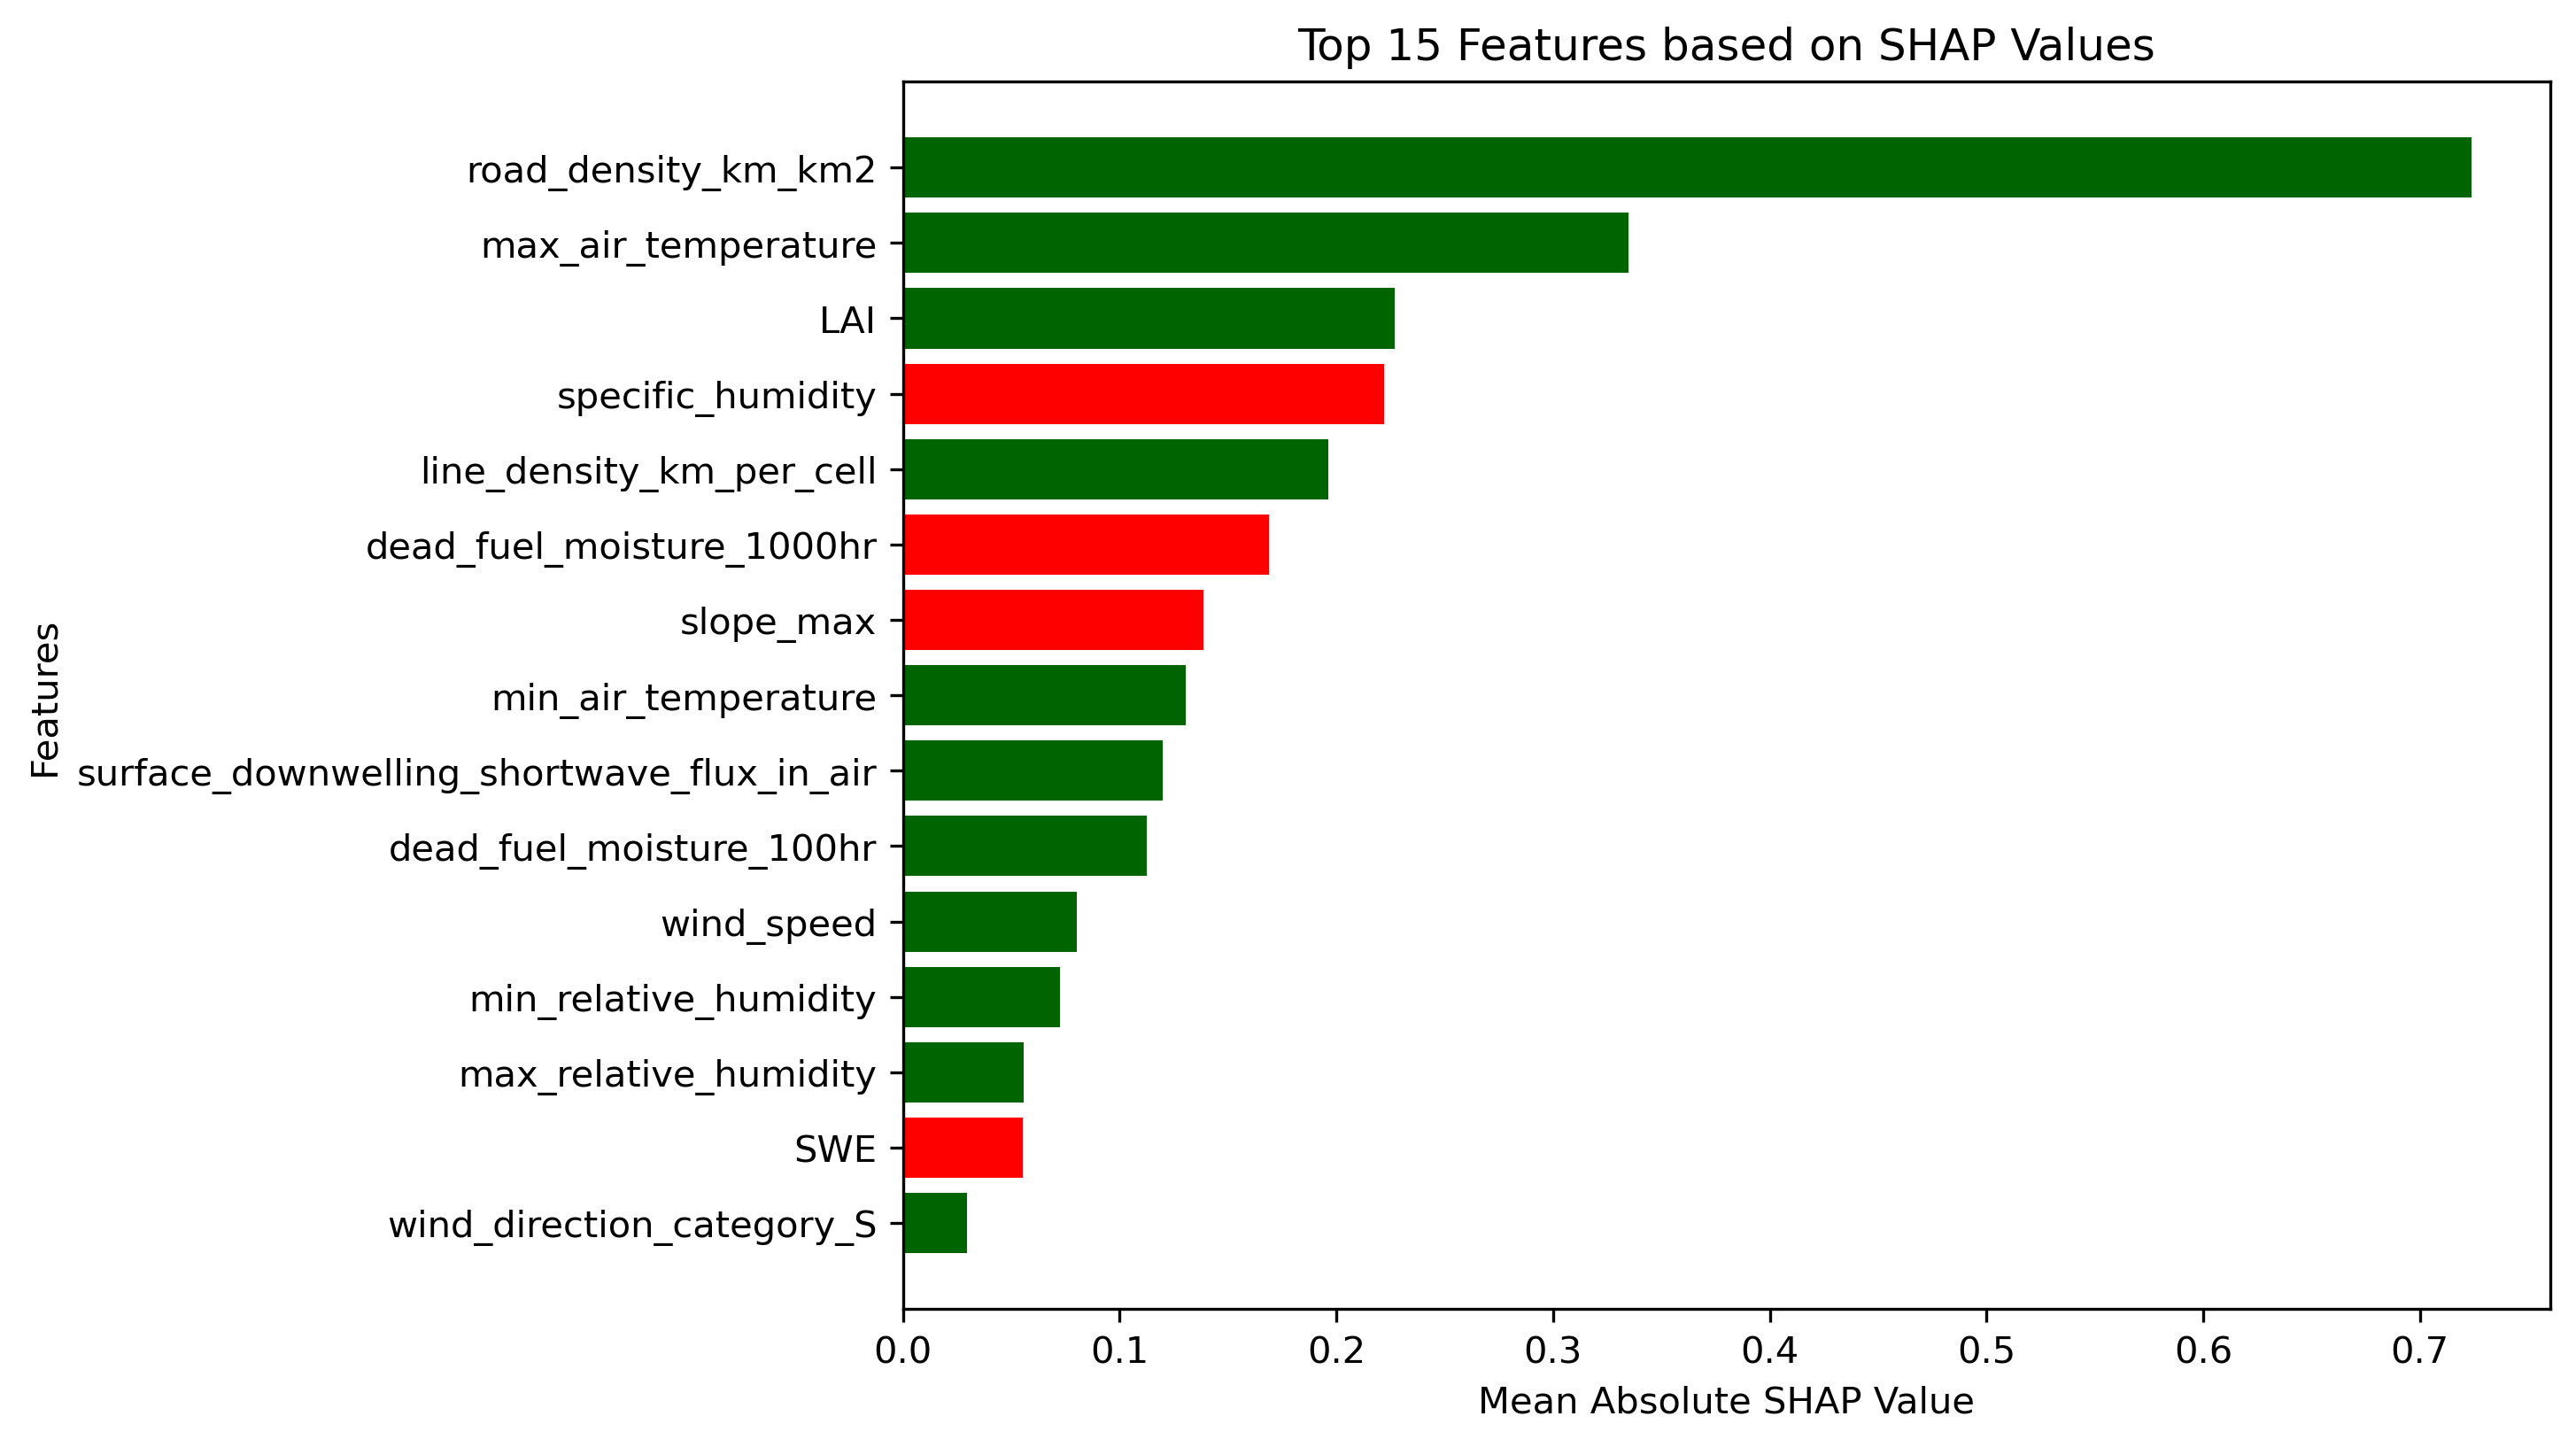 Top 15 Features based on SHAP Values
Features
road_density_km_km2
max_air_temperature
LAI
specific_humidity
line_density_km_per_cell
dead_fuel_moisture_1000hr
slope_max
min_air_temperature
surface_downwelling_shortwave_flux_in_air
dead_fuel_moisture_100hr
wind_speed
min_relative_humidity
max_relative_humidity
SWE
wind_direction_category_S
0.0 0.1 0.2 0.3 0.4 0.5 0.6 0.7
Mean Absolute SHAP Value